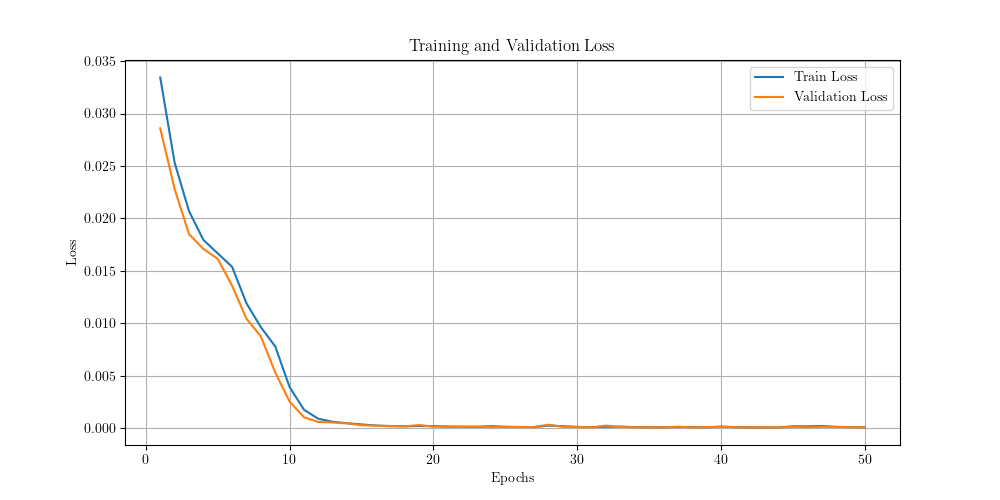 Training and Validation Loss
Train Loss
Validation Loss
0.035
0.030
0.025
0.020
0.015
0.010
0.005
0.000
Loss
0 10 20 30 40 50
Epochs